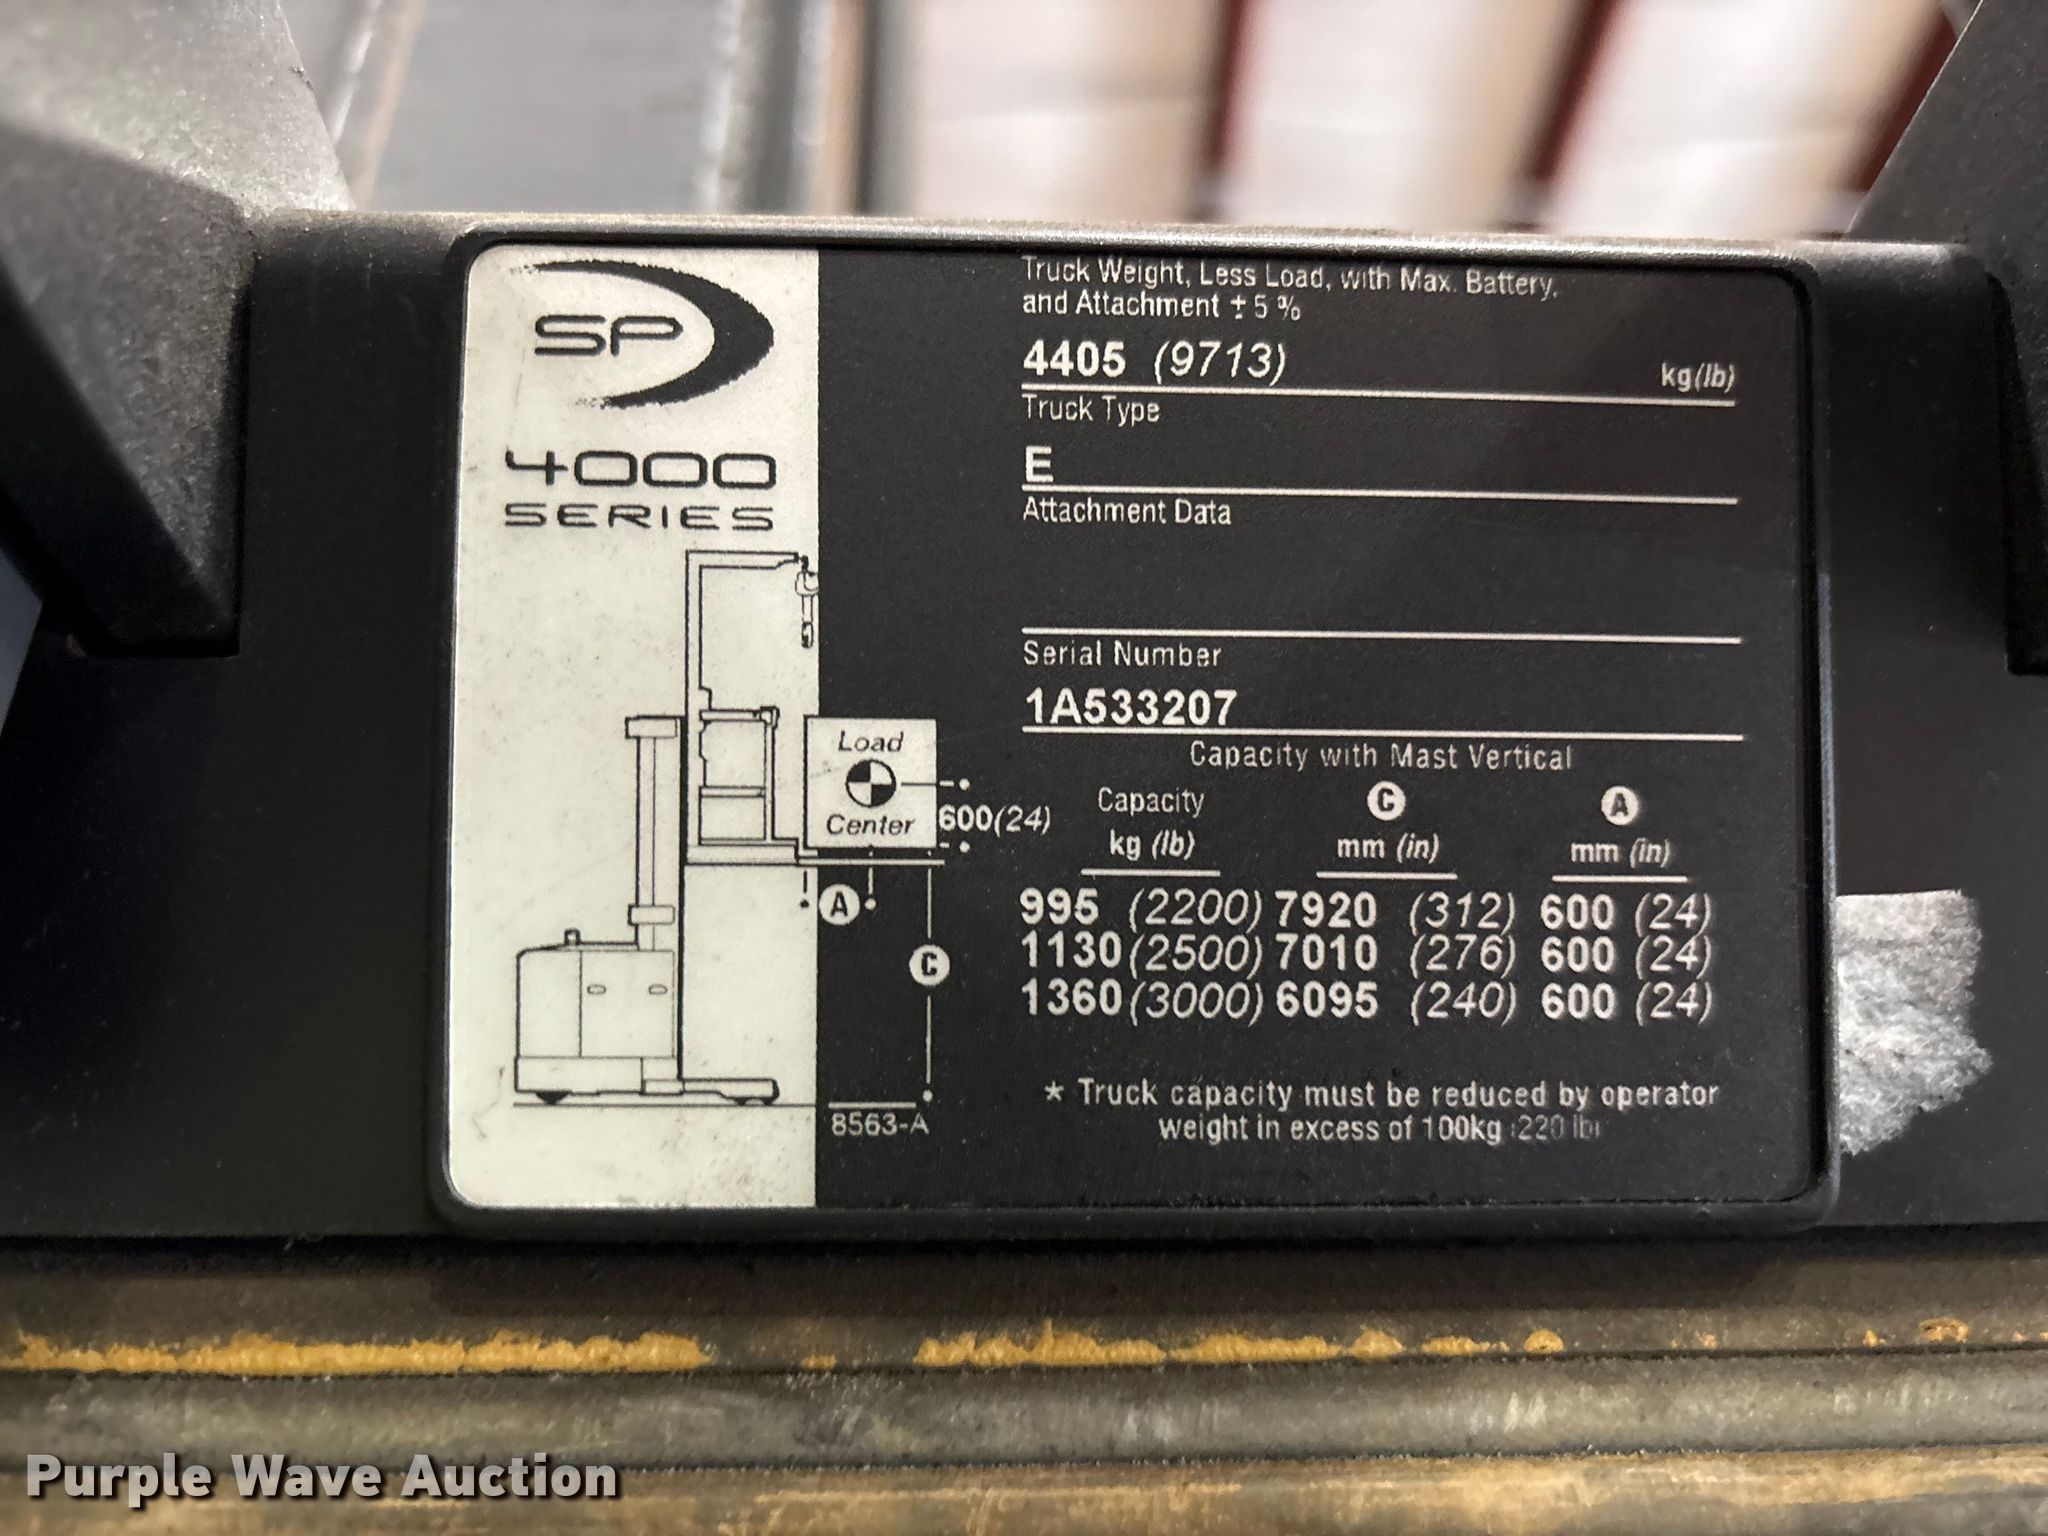 SP
4000
SERIES
Truck Weight, Less Load, with Max. Battery,
and Attachment ± 5 %
4405 (9713) kg(lb)
Truck Type
E
Attachment Data
Serial Number
1A533207
Capacity with Mast Vertical
Capacity C A
kg (lb) mm (in) mm (in)
995 (2200) 7920 (312) 600 (24)
1130 (2500) 7010 (276) 600 (24)
1360 (3000) 6095 (240) 600 (24)
* Truck capacity must be reduced by operator
weight in excess of 100kg (220 lb)
Load
Center
600(24)
A
C
8563-A
Purple Wave Auction